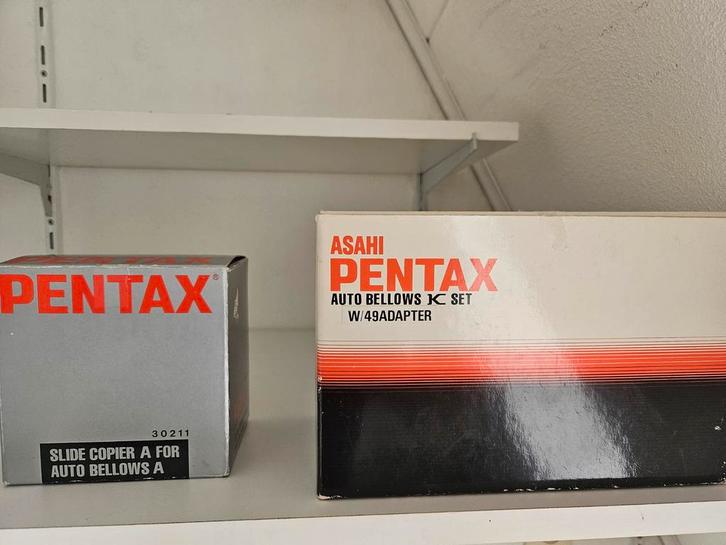 PENTAX®
30211
SLIDE COPIER A FOR
AUTO BELLOWS A
ASAHI
PENTAX
AUTO BELLOWS K SET
W/49ADAPTER